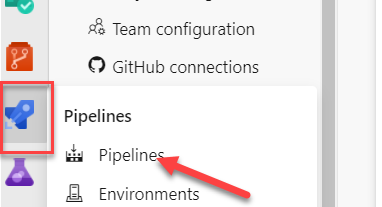 Team configuration
GitHub connections
Pipelines
Pipelines
Environments